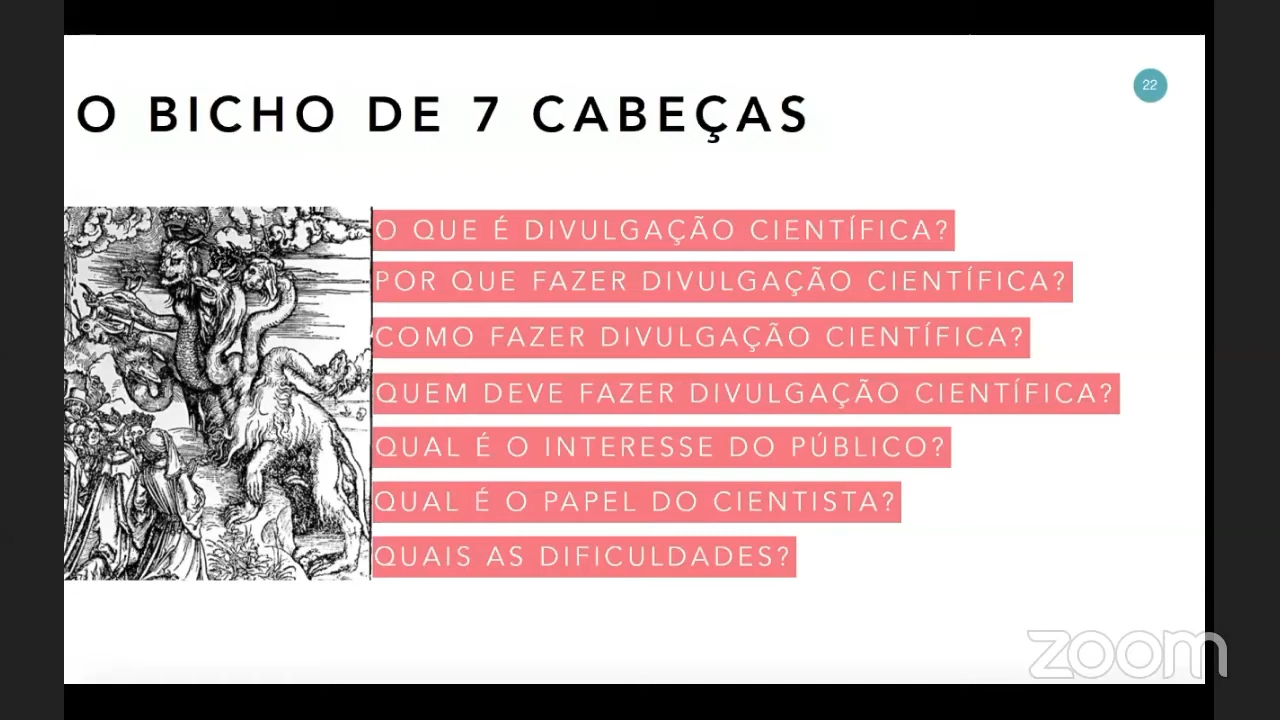 22
O BICHO DE 7 CABEÇAS
O QUE É DIVULGAÇÃO CIENTÍFICA?
POR QUE FAZER DIVULGAÇÃO CIENTÍFICA?
COMO FAZER DIVULGAÇÃO CIENTÍFICA?
QUEM DEVE FAZER DIVULGAÇÃO CIENTÍFICA?
QUAL É O INTERESSE DO PÚBLICO?
QUAL É O PAPEL DO CIENTISTA?
QUAIS AS DIFICULDADES?
zoom